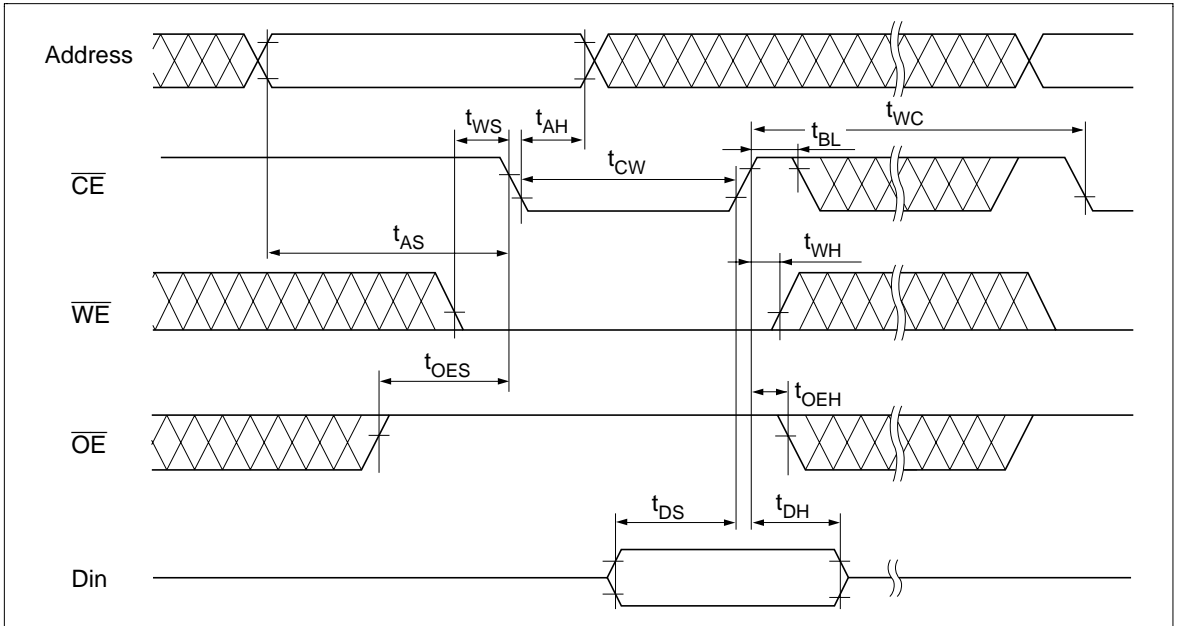 Address
tWC
tWS
tAH
tBL
tCW
CE
tAS
tWH
WE
tOES
tOEH
OE
tDS
tDH
Din